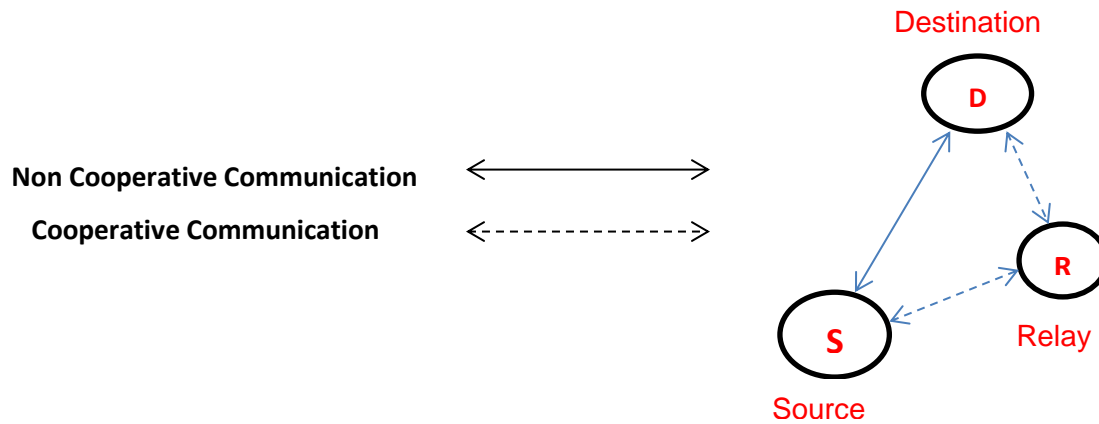 Destination
D
Non Cooperative Communication
Cooperative Communication
R
S
Relay
Source